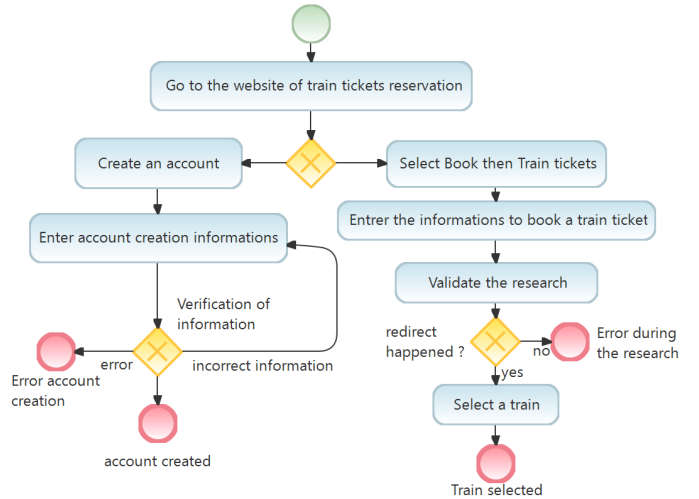 Go to the website of train tickets reservation
Create an account
Select Book then Train tickets
Enter account creation informations
Entrer the informations to book a train ticket
Validate the research
Verification of
information
redirect
happened ?
Error during
the research
no
error
incorrect information
yes
Error account
creation
Select a train
account created
Train selected